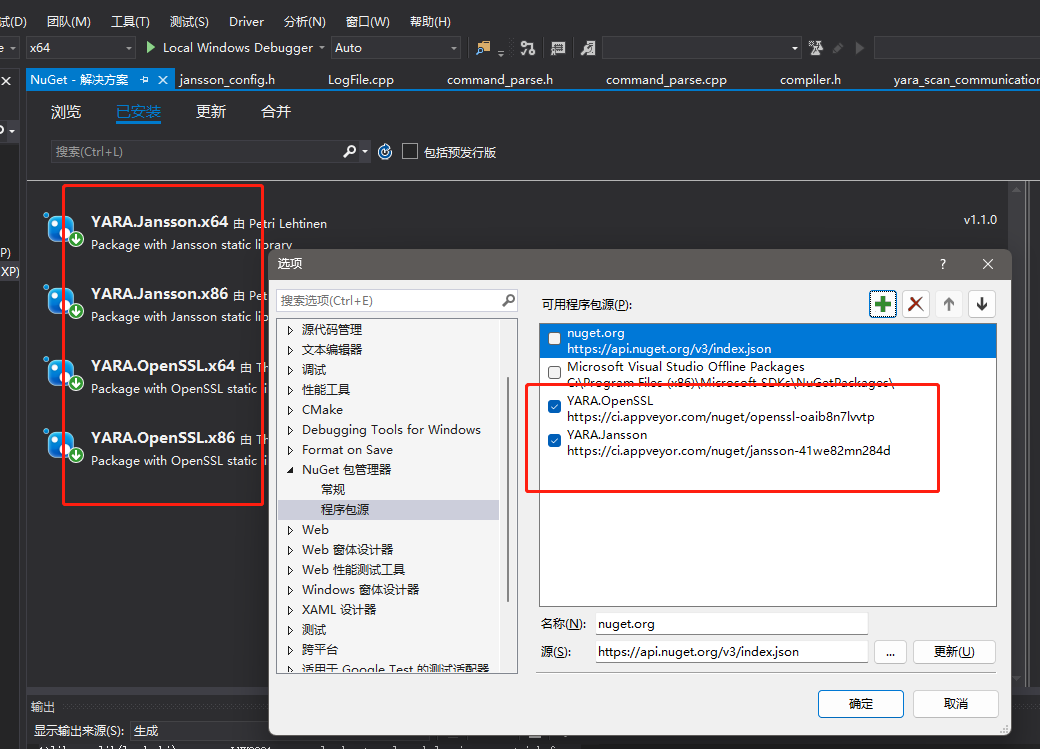 试(D) 团队(M) 工具(T) 测试(S) Driver 分析(N) 窗口(W) 帮助(H)
x64 Local Windows Debugger Auto
NuGet - 解决方案 jansson_config.h LogFile.cpp command_parse.h command_parse.cpp compiler.h yara_scan_communication
浏览 已安装 更新 合并
搜索(Ctrl+L) 包括预发行版
YARA.Jansson.x64 由 Petri Lehtinen v1.1.0
Package with Jansson static library
YARA.Jansson.x86 由 Pet
Package with Jansson static lib
YARA.OpenSSL.x64 由 Th
Package with OpenSSL static li
YARA.OpenSSL.x86 由 Th
Package with OpenSSL static li
P)
XP)
选项 ?
搜索选项(Ctrl+E)
源代码管理
文本编辑器
调试
性能工具
CMake
Debugging Tools for Windows
Format on Save
NuGet 包管理器
常规
程序包源
Web
Web 窗体设计器
Web 性能测试工具
Windows 窗体设计器
XAML 设计器
测试
跨平台
适用于 Google Test 的测试适配器
可用程序包源(P):
nuget.org
https://api.nuget.org/v3/index.json
Microsoft Visual Studio Offline Packages
C:\Program Files (x86)\Microsoft SDKs\NuGetPackages\
YARA.OpenSSL
https://ci.appveyor.com/nuget/openssl-oaib8n7lvvtp
YARA.Jansson
https://ci.appveyor.com/nuget/jansson-41we82mn284d
名称(N): nuget.org
源(S): https://api.nuget.org/v3/index.json ... 更新(U)
确定 取消
输出
显示输出来源(S): 生成